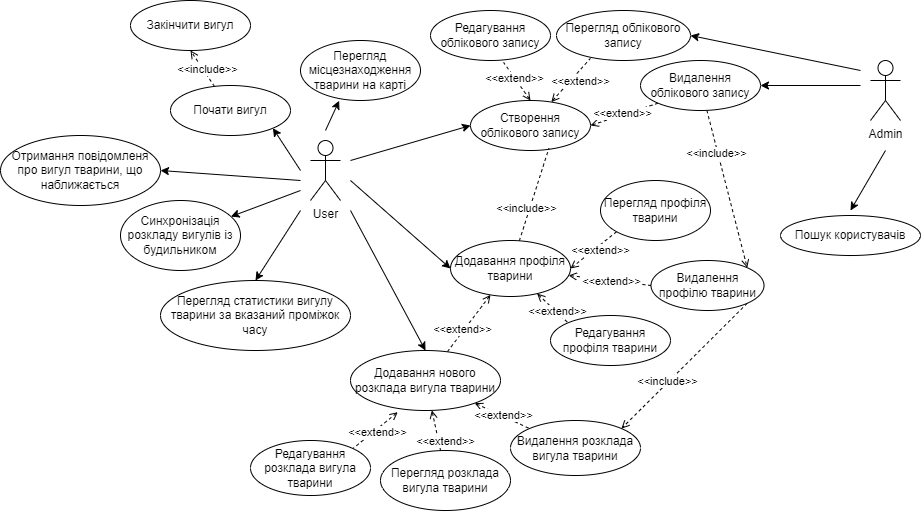 Закінчити вигул
<<include>>
Почати вигул
Перегляд
місцезнаходження
тварини на карті
Редагування
облікового запису
Перегляд облікового
запису
<<extend>>
<<extend>>
Видалення
облікового запису
<<extend>>
Створення
облікового запису
Admin
Отримання повідомленя
про вигул тварини, що
наближається
<<include>>
User
Синхронізація
розкладу вигулів із
будильником
<<include>>
Перегляд профіля
тварини
Пошук користувачів
<<extend>>
Додавання профіля
тварини
<<extend>>
Видалення
профілю тварини
Перегляд статистики вигулу
тварини за вказаний проміжок
часу
<<extend>>
<<extend>>
Редагування
профіля тварини
Додавання нового
розклада вигула тварини
<<include>>
<<extend>>
<<extend>>
<<extend>>
Видалення розклада
вигула тварини
Редагування
розклада вигула
тварини
Перегляд розклада
вигула тварини